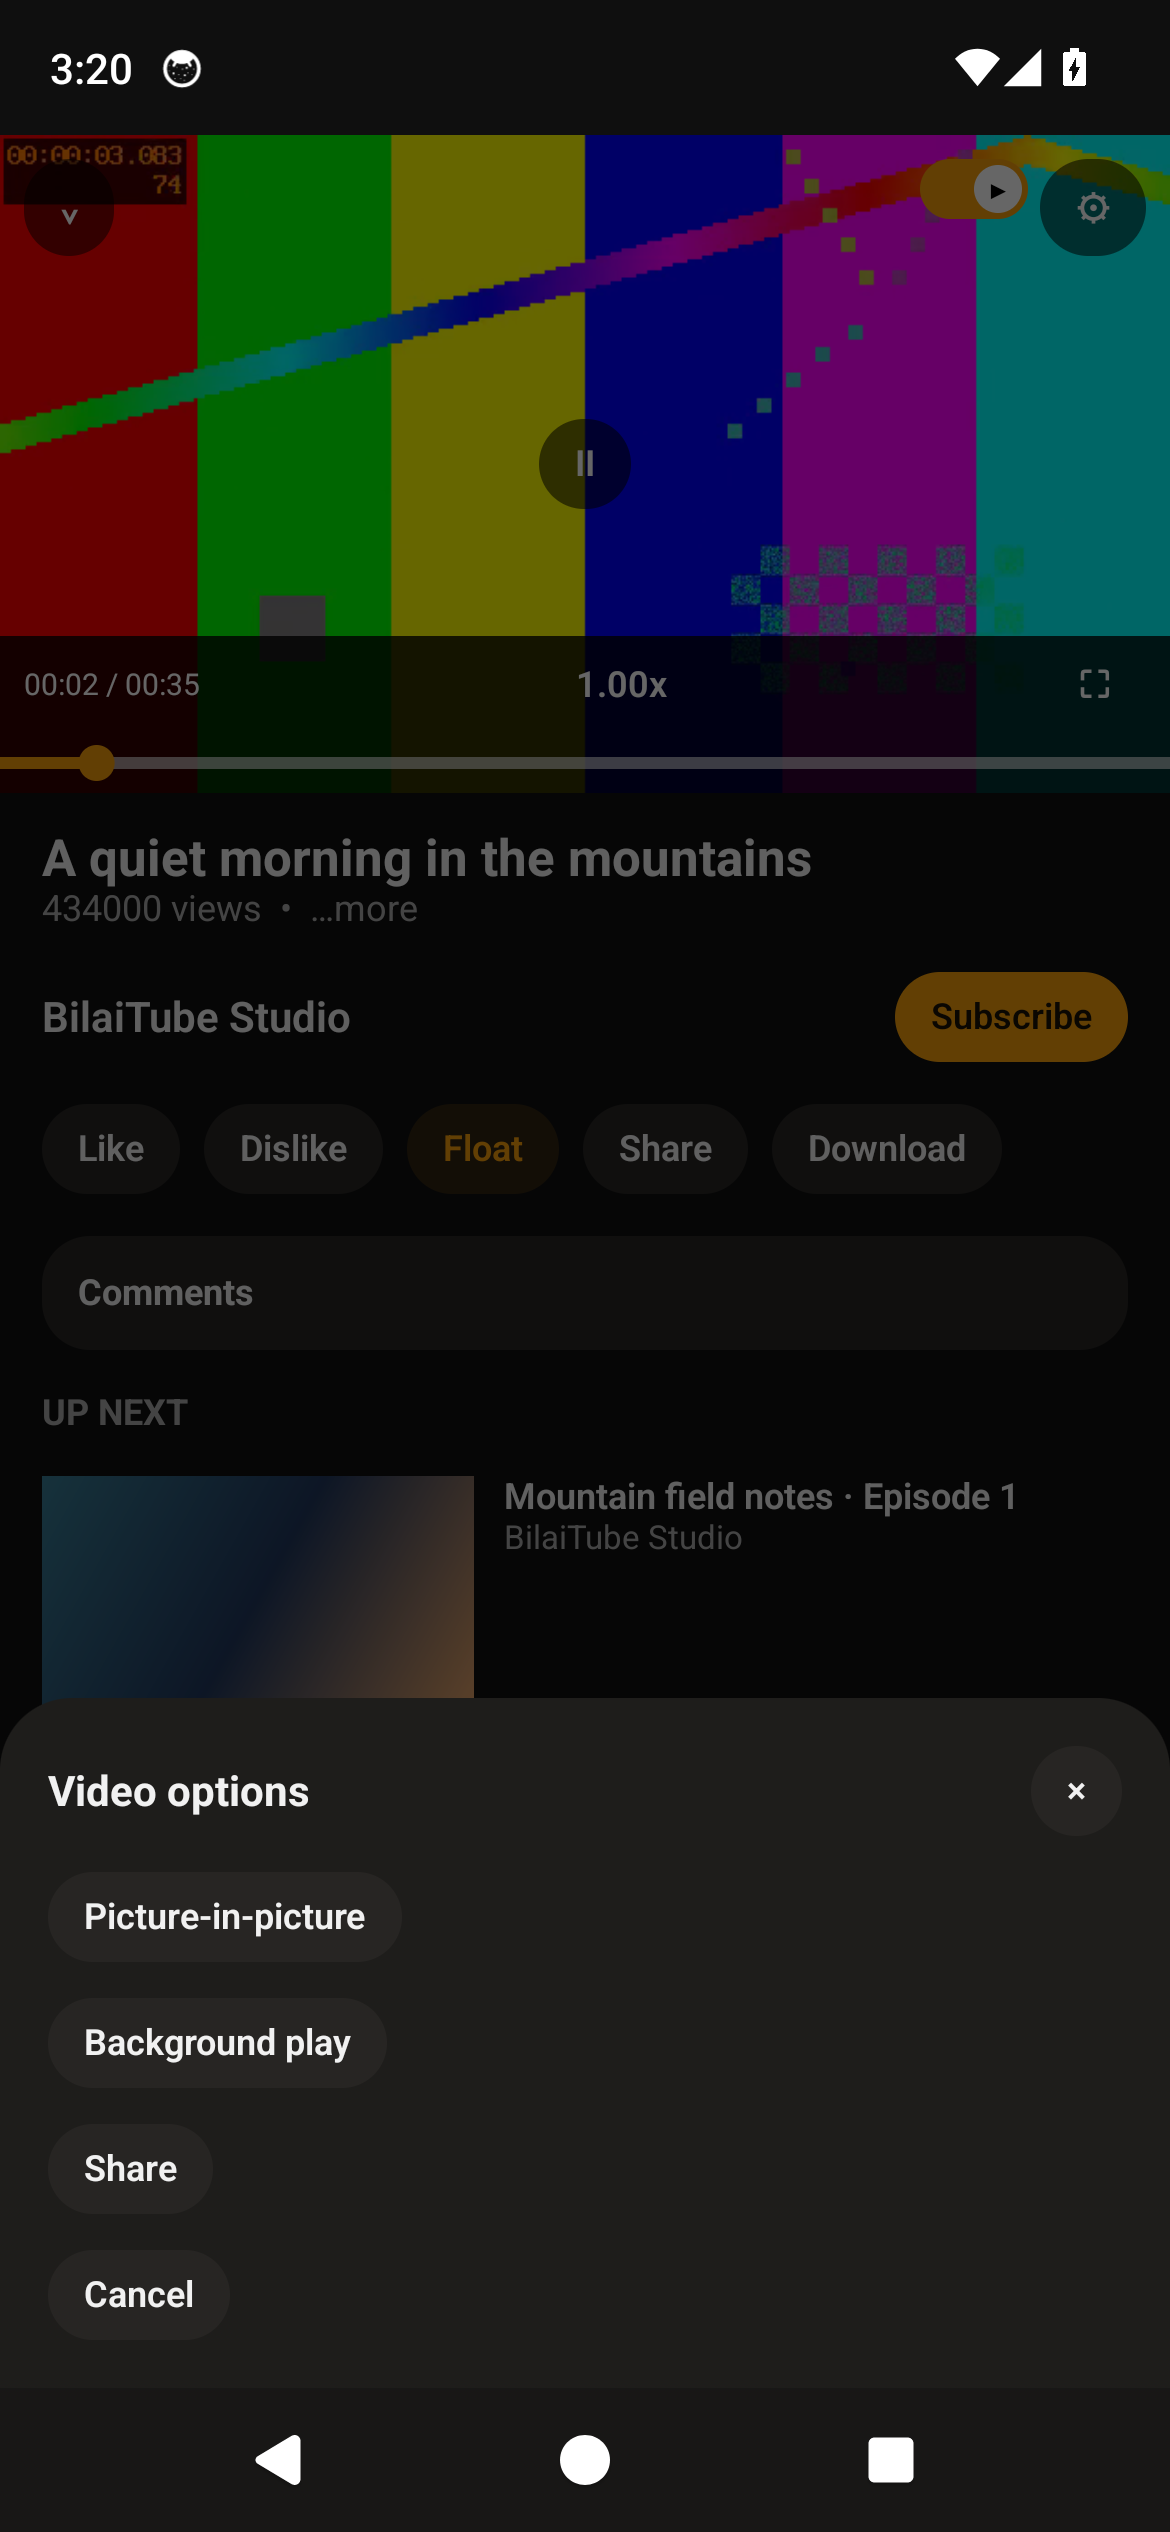 3:20
00:00:03.083
74
00:02 / 00:35
1.00x
A quiet morning in the mountains
434000 views • …more
BilaiTube Studio
Subscribe
Like
Dislike
Float
Share
Download
Comments
UP NEXT
Mountain field notes · Episode 1
BilaiTube Studio
Video options
×
Picture-in-picture
Background play
Share
Cancel